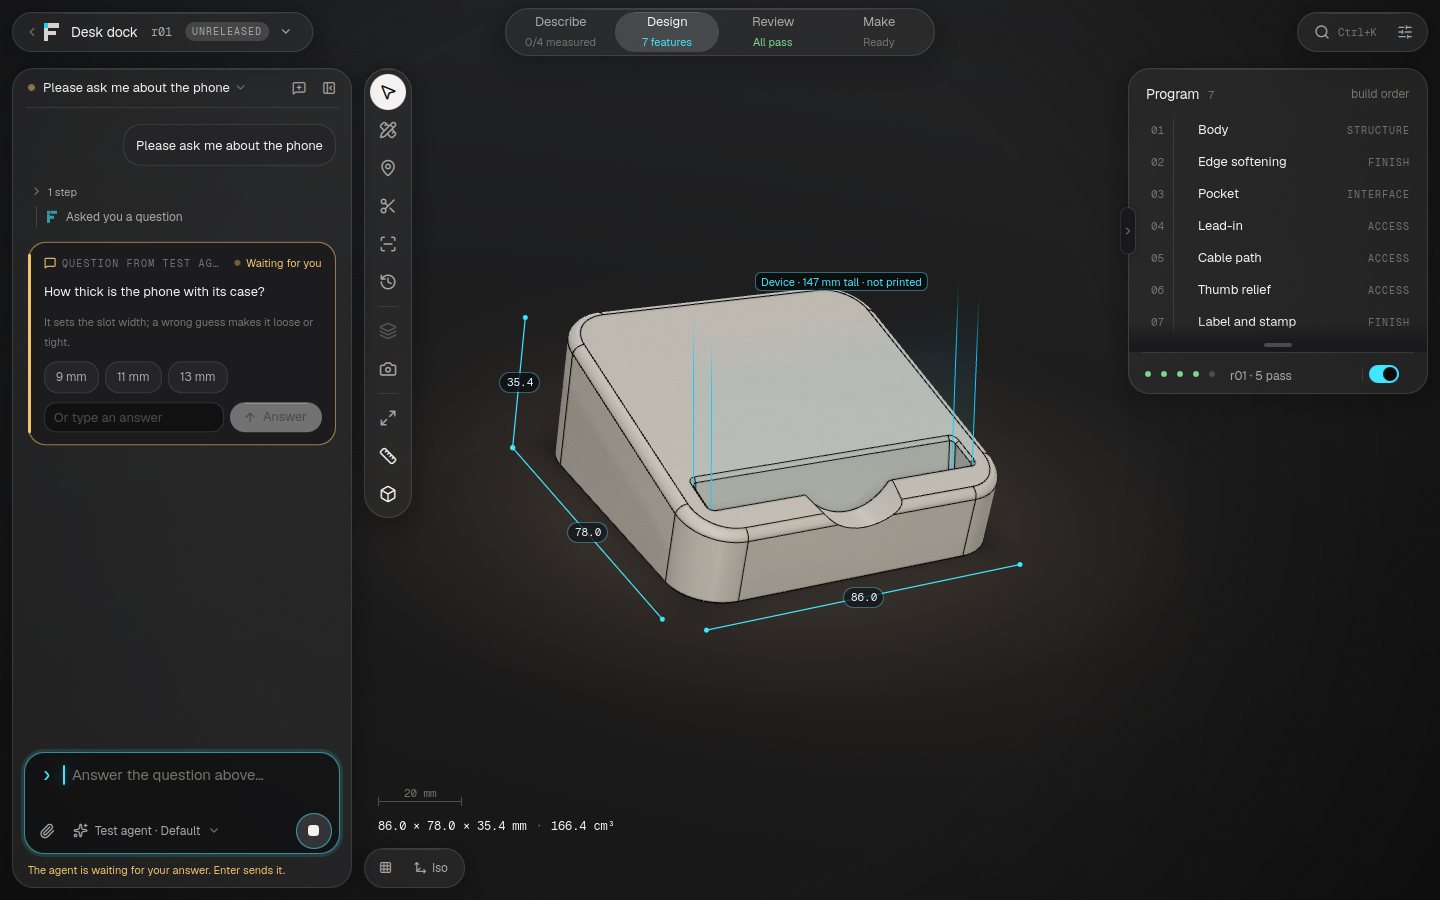 Desk dock r01 UNRELEASED
Describe
0/4 measured
Design
7 features
Review
All pass
Make
Ready
Ctrl+K
Please ask me about the phone
Please ask me about the phone
1 step
Asked you a question
QUESTION FROM TEST AG…
Waiting for you
How thick is the phone with its case?
It sets the slot width; a wrong guess makes it loose or
tight.
9 mm
11 mm
13 mm
Or type an answer
Answer
Answer the question above…
Test agent · Default
The agent is waiting for your answer. Enter sends it.
Device · 147 mm tall · not printed
35.4
78.0
86.0
20 mm
86.0 × 78.0 × 35.4 mm · 166.4 cm³
Iso
Program 7 build order
01 Body STRUCTURE
02 Edge softening FINISH
03 Pocket INTERFACE
04 Lead-in ACCESS
05 Cable path ACCESS
06 Thumb relief ACCESS
07 Label and stamp FINISH
r01 · 5 pass